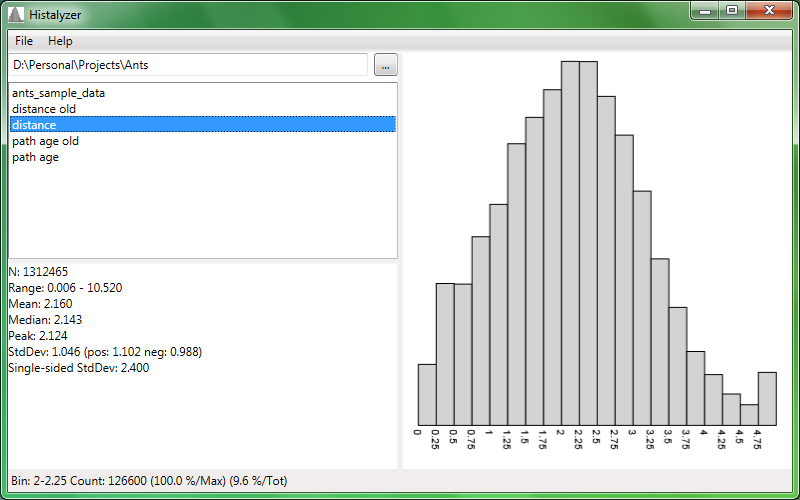 Histalyzer
File Help
D:\Personal\Projects\Ants
...
ants_sample_data
distance old
distance
path age old
path age
N: 1312465
Range: 0.006 - 10.520
Mean: 2.160
Median: 2.143
Peak: 2.124
StdDev: 1.046 (pos: 1.102 neg: 0.988)
Single-sided StdDev: 2.400
0 0.25 0.5 0.75 1 1.25 1.5 1.75 2 2.25 2.5 2.75 3 3.25 3.5 3.75 4 4.25 4.5 4.75
Bin: 2-2.25 Count: 126600 (100.0 %/Max) (9.6 %/Tot)